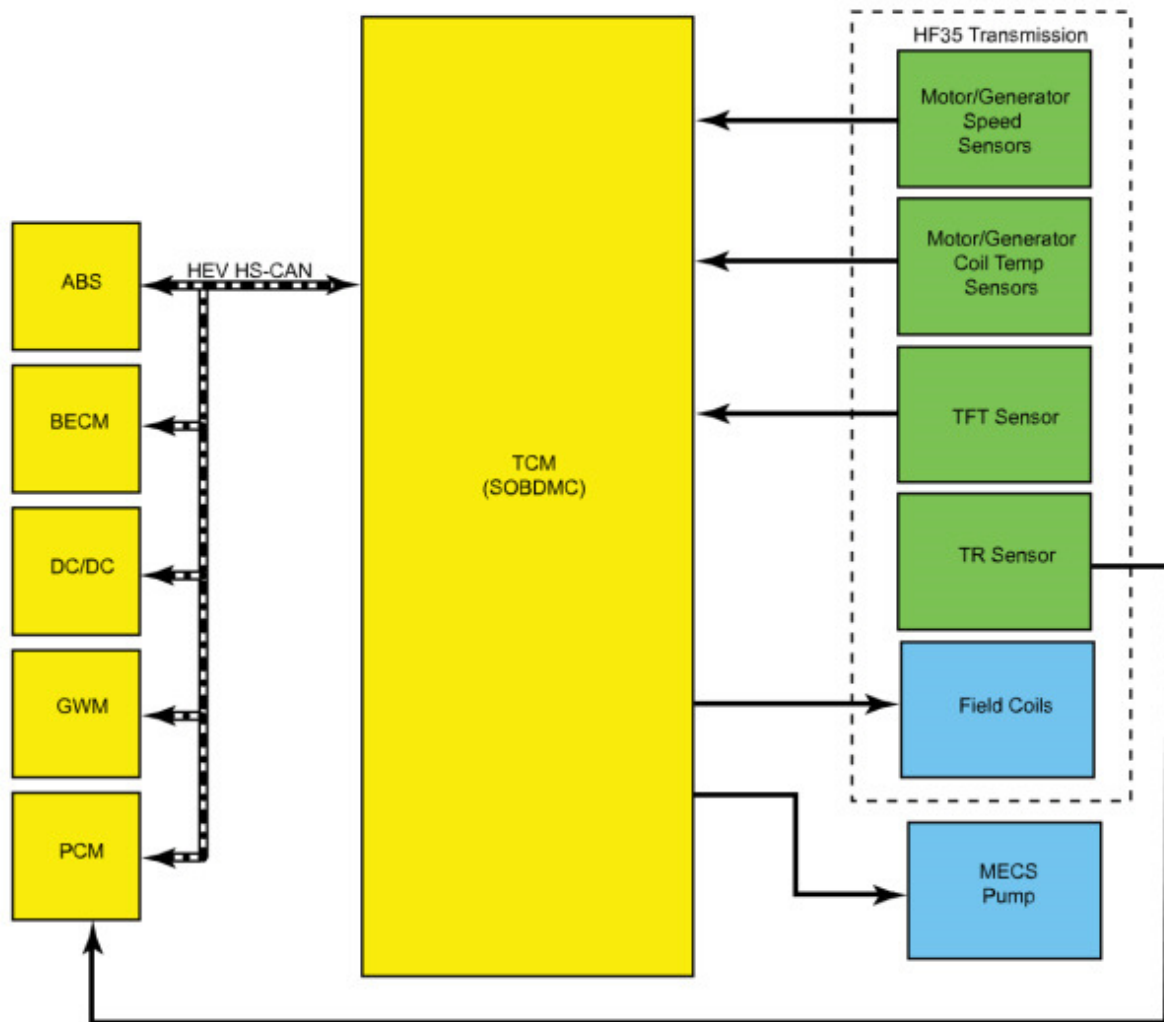 HF35 Transmission
Motor/Generator
Speed
Sensors
Motor/Generator
Coil Temp
Sensors
TFT Sensor
TR Sensor
Field Coils
MECS
Pump
TCM
(SOBDMC)
HEV HS-CAN
ABS
BECM
DC/DC
GWM
PCM